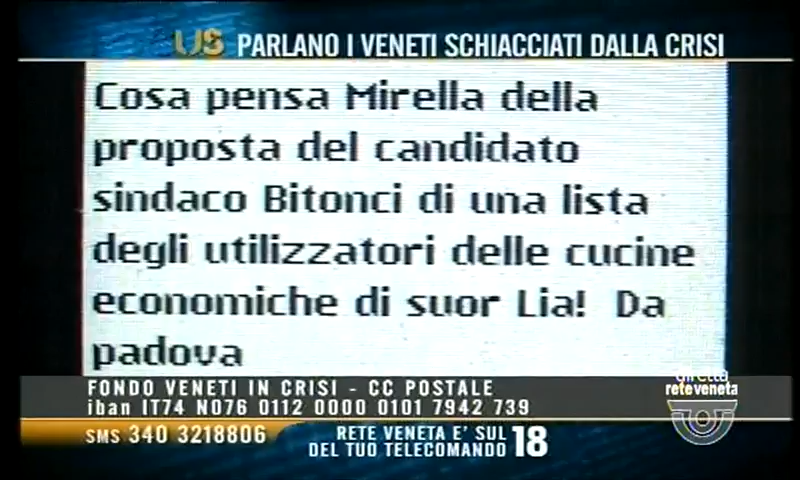 US PARLANO I VENETI SCHIACCIATI DALLA CRISI
Cosa pensa Mirella della
proposta del candidato
sindaco Bitonci di una lista
degli utilizzatori delle cucine
economiche di suor Lia! Da
padova
diretta
reteveneta
FONDO VENETI IN CRISI - CC POSTALE
iban IT74 N076 0112 0000 0101 7942 739
SMS 340 3218806
RETE VENETA E' SUL
DEL TUO TELECOMANDO 18